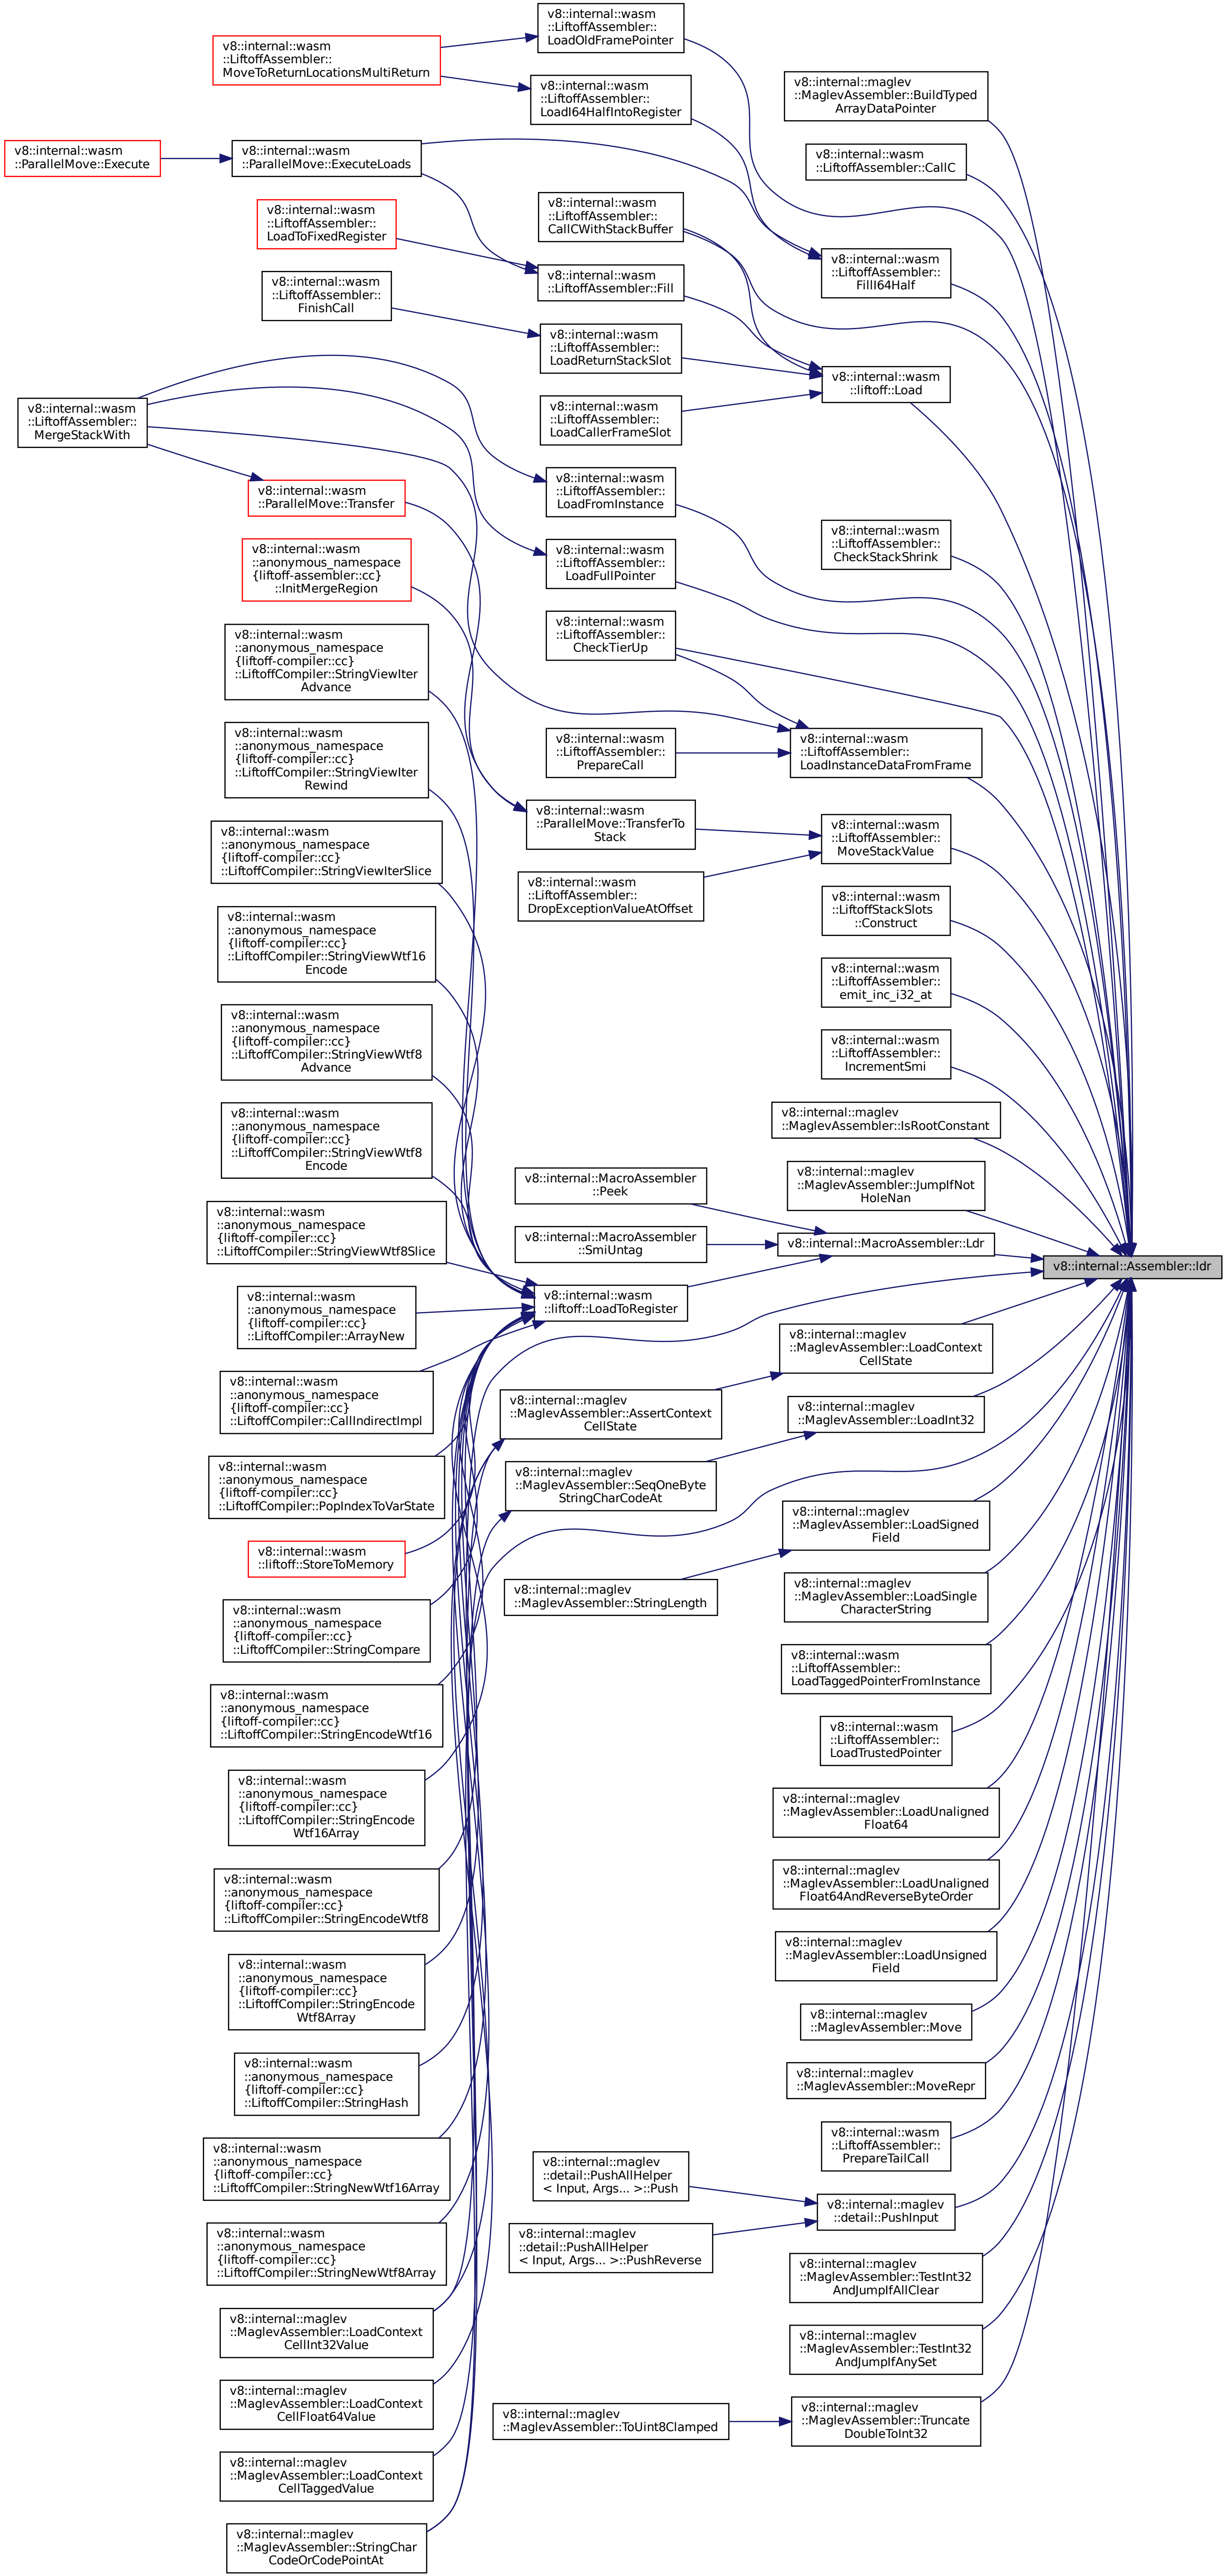 v8::internal::wasm
::LiftoffAssembler::
LoadOldFramePointer
v8::internal::wasm
::LiftoffAssembler::
MoveToReturnLocationsMultiReturn
v8::internal::wasm
::LiftoffAssembler::
LoadI64HalfIntoRegister
v8::internal::maglev
::MaglevAssembler::BuildTyped
ArrayDataPointer
v8::internal::wasm
::ParallelMove::Execute
v8::internal::wasm
::ParallelMove::ExecuteLoads
v8::internal::wasm
::LiftoffAssembler::CallC
v8::internal::wasm
::LiftoffAssembler::
LoadToFixedRegister
v8::internal::wasm
::LiftoffAssembler::
CallCWithStackBuffer
v8::internal::wasm
::LiftoffAssembler::
FillI64Half
v8::internal::wasm
::LiftoffAssembler::
FinishCall
v8::internal::wasm
::LiftoffAssembler::Fill
v8::internal::wasm
::LiftoffAssembler::
LoadReturnStackSlot
v8::internal::wasm
::liftoff::Load
v8::internal::wasm
::LiftoffAssembler::
MergeStackWith
v8::internal::wasm
::LiftoffAssembler::
LoadCallerFrameSlot
v8::internal::wasm
::ParallelMove::Transfer
v8::internal::wasm
::LiftoffAssembler::
LoadFromInstance
v8::internal::wasm
::LiftoffAssembler::
CheckStackShrink
v8::internal::wasm
::anonymous_namespace
{liftoff-assembler::cc}
::InitMergeRegion
v8::internal::wasm
::LiftoffAssembler::
LoadFullPointer
v8::internal::wasm
::anonymous_namespace
{liftoff-compiler::cc}
::LiftoffCompiler::StringViewIter
Advance
v8::internal::wasm
::LiftoffAssembler::
CheckTierUp
v8::internal::wasm
::anonymous_namespace
{liftoff-compiler::cc}
::LiftoffCompiler::StringViewIter
Rewind
v8::internal::wasm
::LiftoffAssembler::
PrepareCall
v8::internal::wasm
::LiftoffAssembler::
LoadInstanceDataFromFrame
v8::internal::wasm
::anonymous_namespace
{liftoff-compiler::cc}
::LiftoffCompiler::StringViewIterSlice
v8::internal::wasm
::ParallelMove::TransferTo
Stack
v8::internal::wasm
::LiftoffAssembler::
MoveStackValue
v8::internal::wasm
::LiftoffAssembler::
DropExceptionValueAtOffset
v8::internal::wasm
::LiftoffStackSlots
::Construct
v8::internal::wasm
::anonymous_namespace
{liftoff-compiler::cc}
::LiftoffCompiler::StringViewWtf16
Encode
v8::internal::wasm
::LiftoffAssembler::
emit_inc_i32_at
v8::internal::wasm
::anonymous_namespace
{liftoff-compiler::cc}
::LiftoffCompiler::StringViewWtf8
Advance
v8::internal::wasm
::LiftoffAssembler::
IncrementSmi
v8::internal::wasm
::anonymous_namespace
{liftoff-compiler::cc}
::LiftoffCompiler::StringViewWtf8
Encode
v8::internal::maglev
::MaglevAssembler::IsRootConstant
v8::internal::MacroAssembler
::Peek
v8::internal::maglev
::MaglevAssembler::JumpIfNot
HoleNan
v8::internal::wasm
::anonymous_namespace
{liftoff-compiler::cc}
::LiftoffCompiler::StringViewWtf8Slice
v8::internal::MacroAssembler
::SmiUntag
v8::internal::MacroAssembler::Ldr
v8::internal::Assembler::ldr
v8::internal::wasm
::anonymous_namespace
{liftoff-compiler::cc}
::LiftoffCompiler::ArrayNew
v8::internal::wasm
::liftoff::LoadToRegister
v8::internal::maglev
::MaglevAssembler::LoadContext
CellState
v8::internal::wasm
::anonymous_namespace
{liftoff-compiler::cc}
::LiftoffCompiler::CallIndirectImpl
v8::internal::maglev
::MaglevAssembler::AssertContext
CellState
v8::internal::maglev
::MaglevAssembler::LoadInt32
v8::internal::wasm
::anonymous_namespace
{liftoff-compiler::cc}
::LiftoffCompiler::PopIndexToVarState
v8::internal::maglev
::MaglevAssembler::SeqOneByte
StringCharCodeAt
v8::internal::maglev
::MaglevAssembler::LoadSigned
Field
v8::internal::wasm
::liftoff::StoreToMemory
v8::internal::maglev
::MaglevAssembler::StringLength
v8::internal::maglev
::MaglevAssembler::LoadSingle
CharacterString
v8::internal::wasm
::anonymous_namespace
{liftoff-compiler::cc}
::LiftoffCompiler::StringCompare
v8::internal::wasm
::LiftoffAssembler::
LoadTaggedPointerFromInstance
v8::internal::wasm
::anonymous_namespace
{liftoff-compiler::cc}
::LiftoffCompiler::StringEncodeWtf16
v8::internal::wasm
::LiftoffAssembler::
LoadTrustedPointer
v8::internal::wasm
::anonymous_namespace
{liftoff-compiler::cc}
::LiftoffCompiler::StringEncode
Wtf16Array
v8::internal::maglev
::MaglevAssembler::LoadUnaligned
Float64
v8::internal::wasm
::anonymous_namespace
{liftoff-compiler::cc}
::LiftoffCompiler::StringEncodeWtf8
v8::internal::maglev
::MaglevAssembler::LoadUnaligned
Float64AndReverseByteOrder
v8::internal::wasm
::anonymous_namespace
{liftoff-compiler::cc}
::LiftoffCompiler::StringEncode
Wtf8Array
v8::internal::maglev
::MaglevAssembler::LoadUnsigned
Field
v8::internal::maglev
::MaglevAssembler::Move
v8::internal::wasm
::anonymous_namespace
{liftoff-compiler::cc}
::LiftoffCompiler::StringHash
v8::internal::maglev
::MaglevAssembler::MoveRepr
v8::internal::wasm
::anonymous_namespace
{liftoff-compiler::cc}
::LiftoffCompiler::StringNewWtf16Array
v8::internal::wasm
::LiftoffAssembler::
PrepareTailCall
v8::internal::maglev
::detail::PushAllHelper
< Input, Args... >::Push
v8::internal::maglev
::detail::PushInput
v8::internal::wasm
::anonymous_namespace
{liftoff-compiler::cc}
::LiftoffCompiler::StringNewWtf8Array
v8::internal::maglev
::detail::PushAllHelper
< Input, Args... >::PushReverse
v8::internal::maglev
::MaglevAssembler::TestInt32
AndJumpIfAllClear
v8::internal::maglev
::MaglevAssembler::LoadContext
CellInt32Value
v8::internal::maglev
::MaglevAssembler::TestInt32
AndJumpIfAnySet
v8::internal::maglev
::MaglevAssembler::LoadContext
CellFloat64Value
v8::internal::maglev
::MaglevAssembler::ToUint8Clamped
v8::internal::maglev
::MaglevAssembler::Truncate
DoubleToInt32
v8::internal::maglev
::MaglevAssembler::LoadContext
CellTaggedValue
v8::internal::maglev
::MaglevAssembler::StringChar
CodeOrCodePointAt